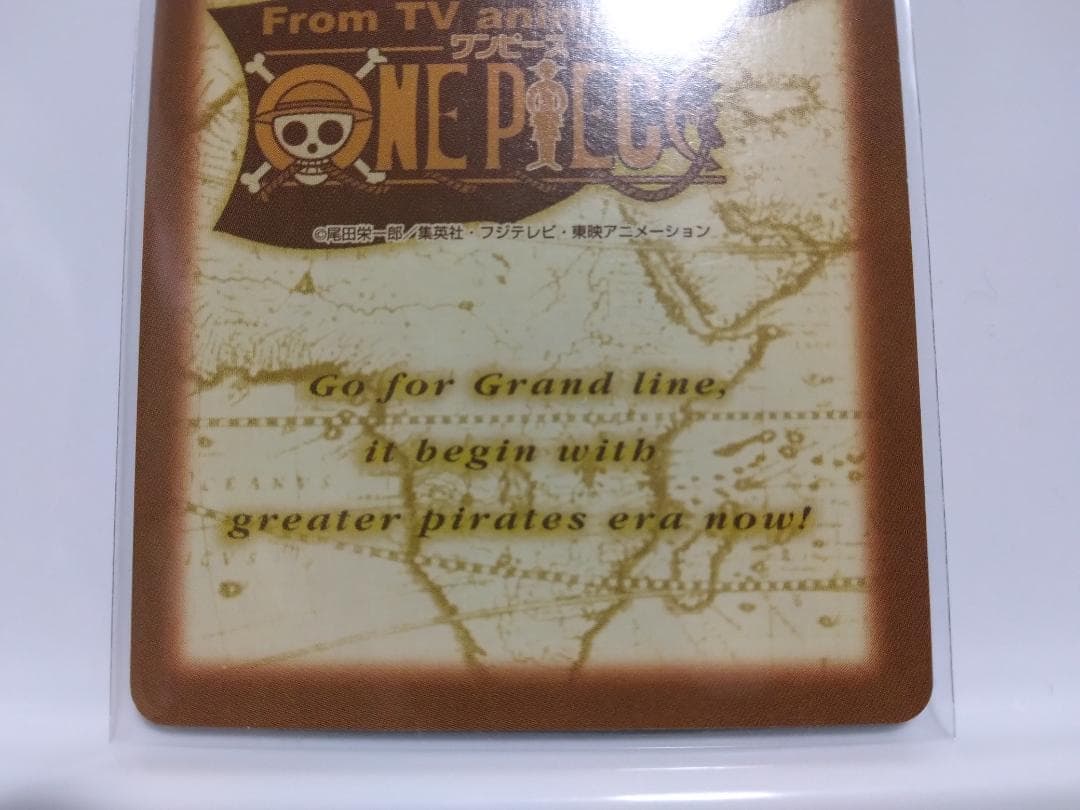 From TV anim
ワンピース
ONE PIECE
©尾田栄一郎／集英社・フジテレビ・東映アニメーション
Go for Grand line,
it begin with
greater pirates era now!